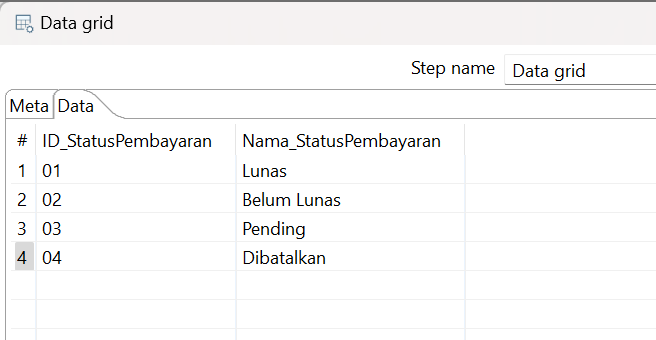 Data grid
Step name Data grid
Meta Data
# ID_StatusPembayaran Nama_StatusPembayaran
1 01 Lunas
2 02 Belum Lunas
3 03 Pending
4 04 Dibatalkan